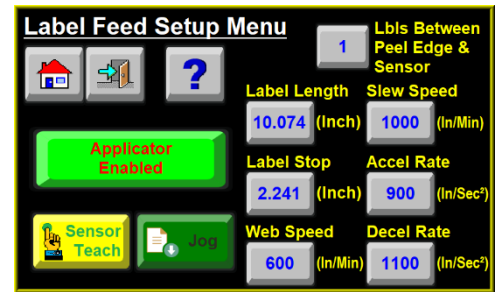 Label Feed Setup Menu
1
Lbls Between
Peel Edge &
Sensor
?
Label Length
10.074 (Inch)
Slew Speed
1000 (In/Min)
Applicator
Enabled
Label Stop
2.241 (Inch)
Accel Rate
900 (In/Sec²)
Sensor
Teach
Jog
Web Speed
600 (In/Min)
Decel Rate
1100 (In/Sec²)